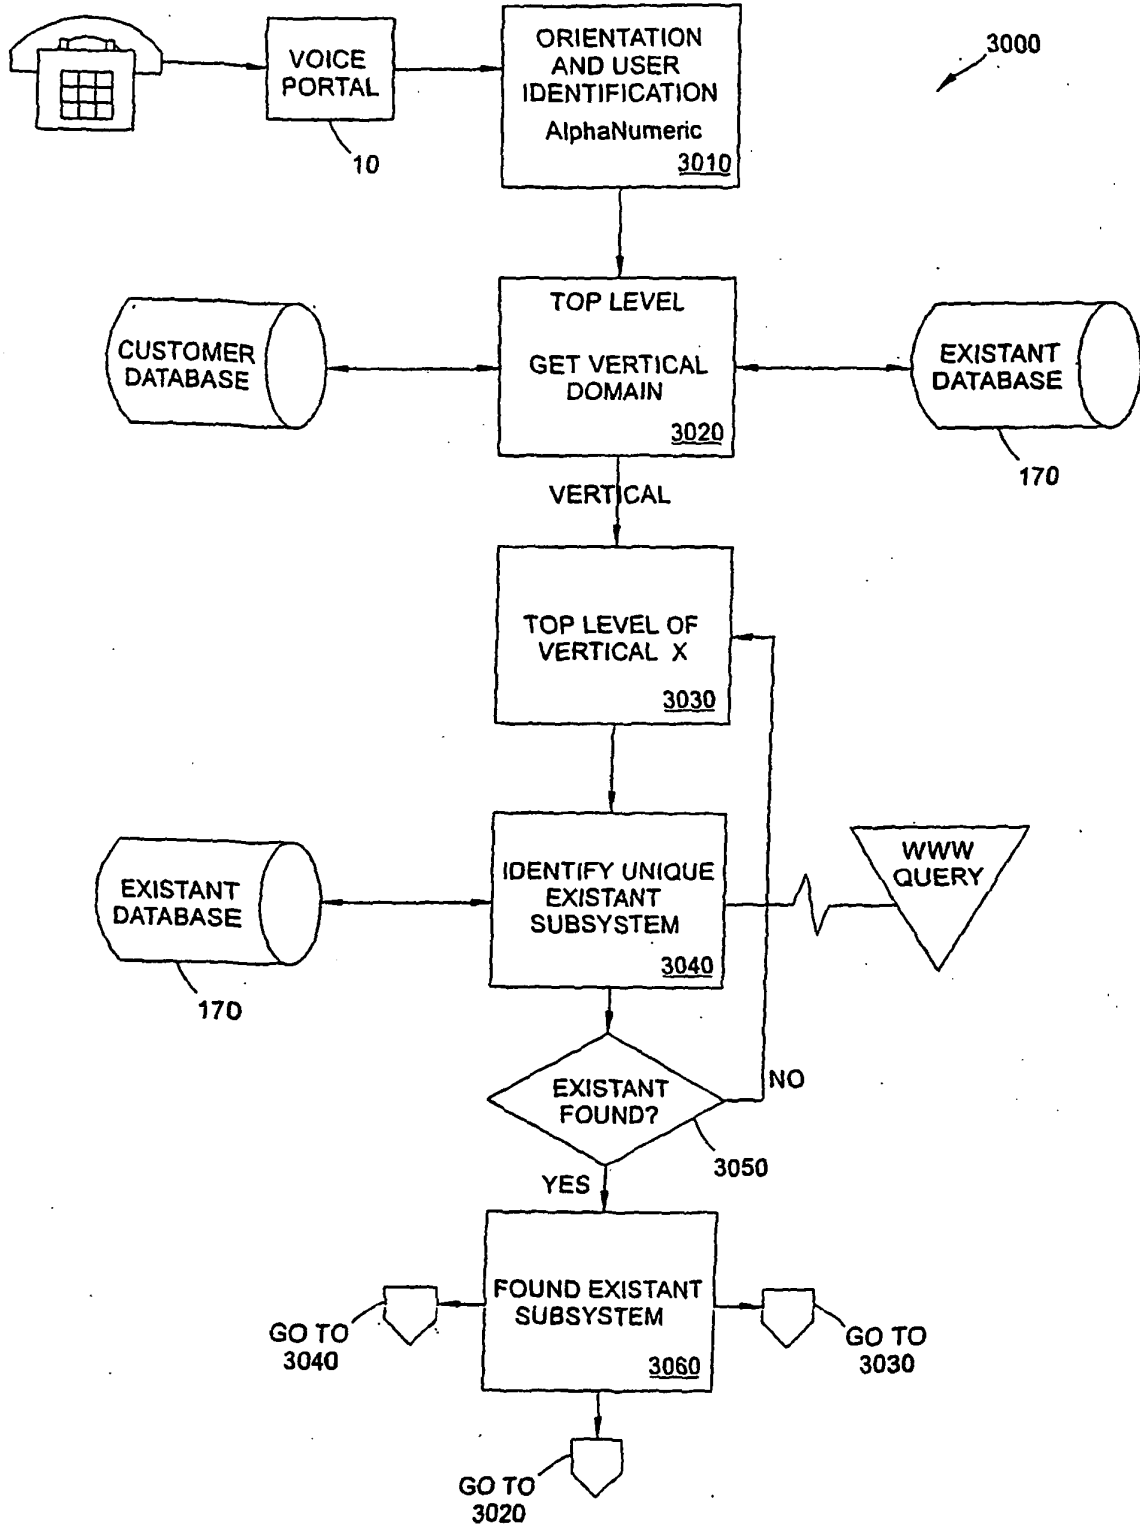 VOICE
PORTAL
10
ORIENTATION
AND USER
IDENTIFICATION
AlphaNumeric
3010
3000
TOP LEVEL
GET VERTICAL
DOMAIN
3020
CUSTOMER
DATABASE
EXISTANT
DATABASE
170
VERTICAL
TOP LEVEL OF
VERTICAL X
3030
IDENTIFY UNIQUE
EXISTANT
SUBSYSTEM
3040
EXISTANT
DATABASE
170
WWW
QUERY
EXISTANT
FOUND?
NO
3050
YES
FOUND EXISTANT
SUBSYSTEM
3060
GO TO
3040
GO TO
3030
GO TO
3020